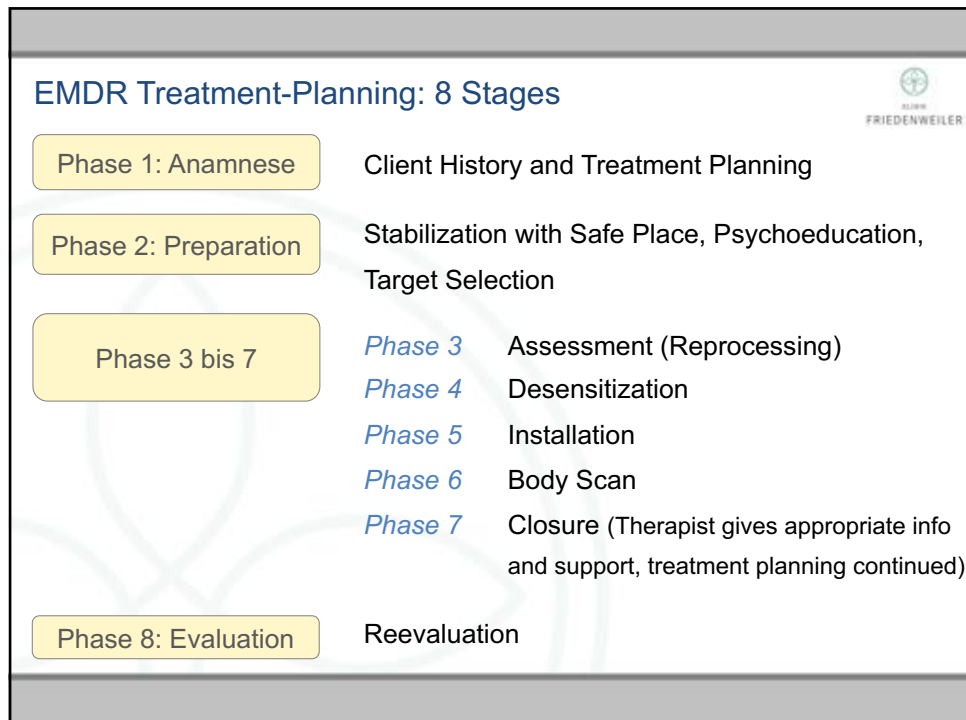 EMDR Treatment-Planning: 8 Stages
KLINIK
FRIEDENWEILER
Phase 1: Anamnese
Client History and Treatment Planning
Phase 2: Preparation
Stabilization with Safe Place, Psychoeducation,
Target Selection
Phase 3 bis 7
Phase 3 Assessment (Reprocessing)
Phase 4 Desensitization
Phase 5 Installation
Phase 6 Body Scan
Phase 7 Closure (Therapist gives appropriate info
and support, treatment planning continued)
Phase 8: Evaluation
Reevaluation